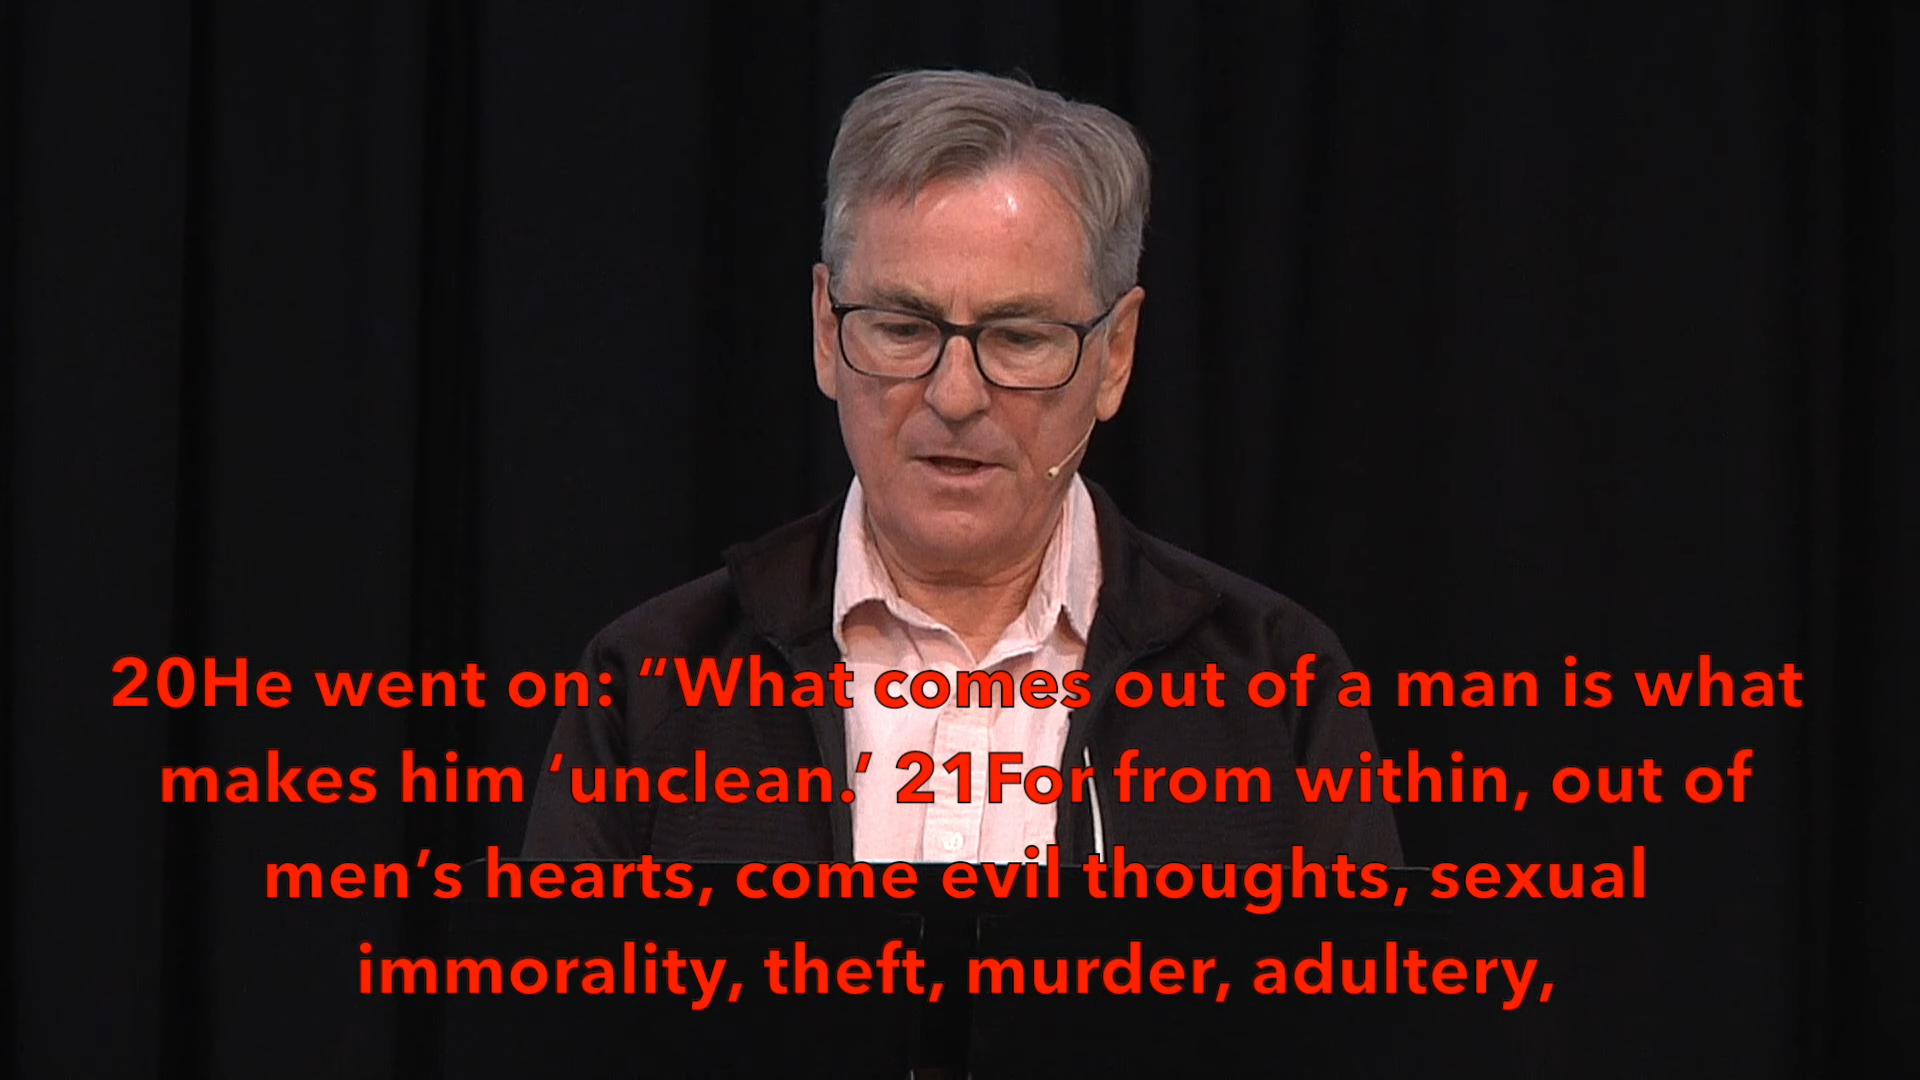 20He went on: “What comes out of a man is what
makes him ‘unclean.’ 21For from within, out of
men’s hearts, come evil thoughts, sexual
immorality, theft, murder, adultery,